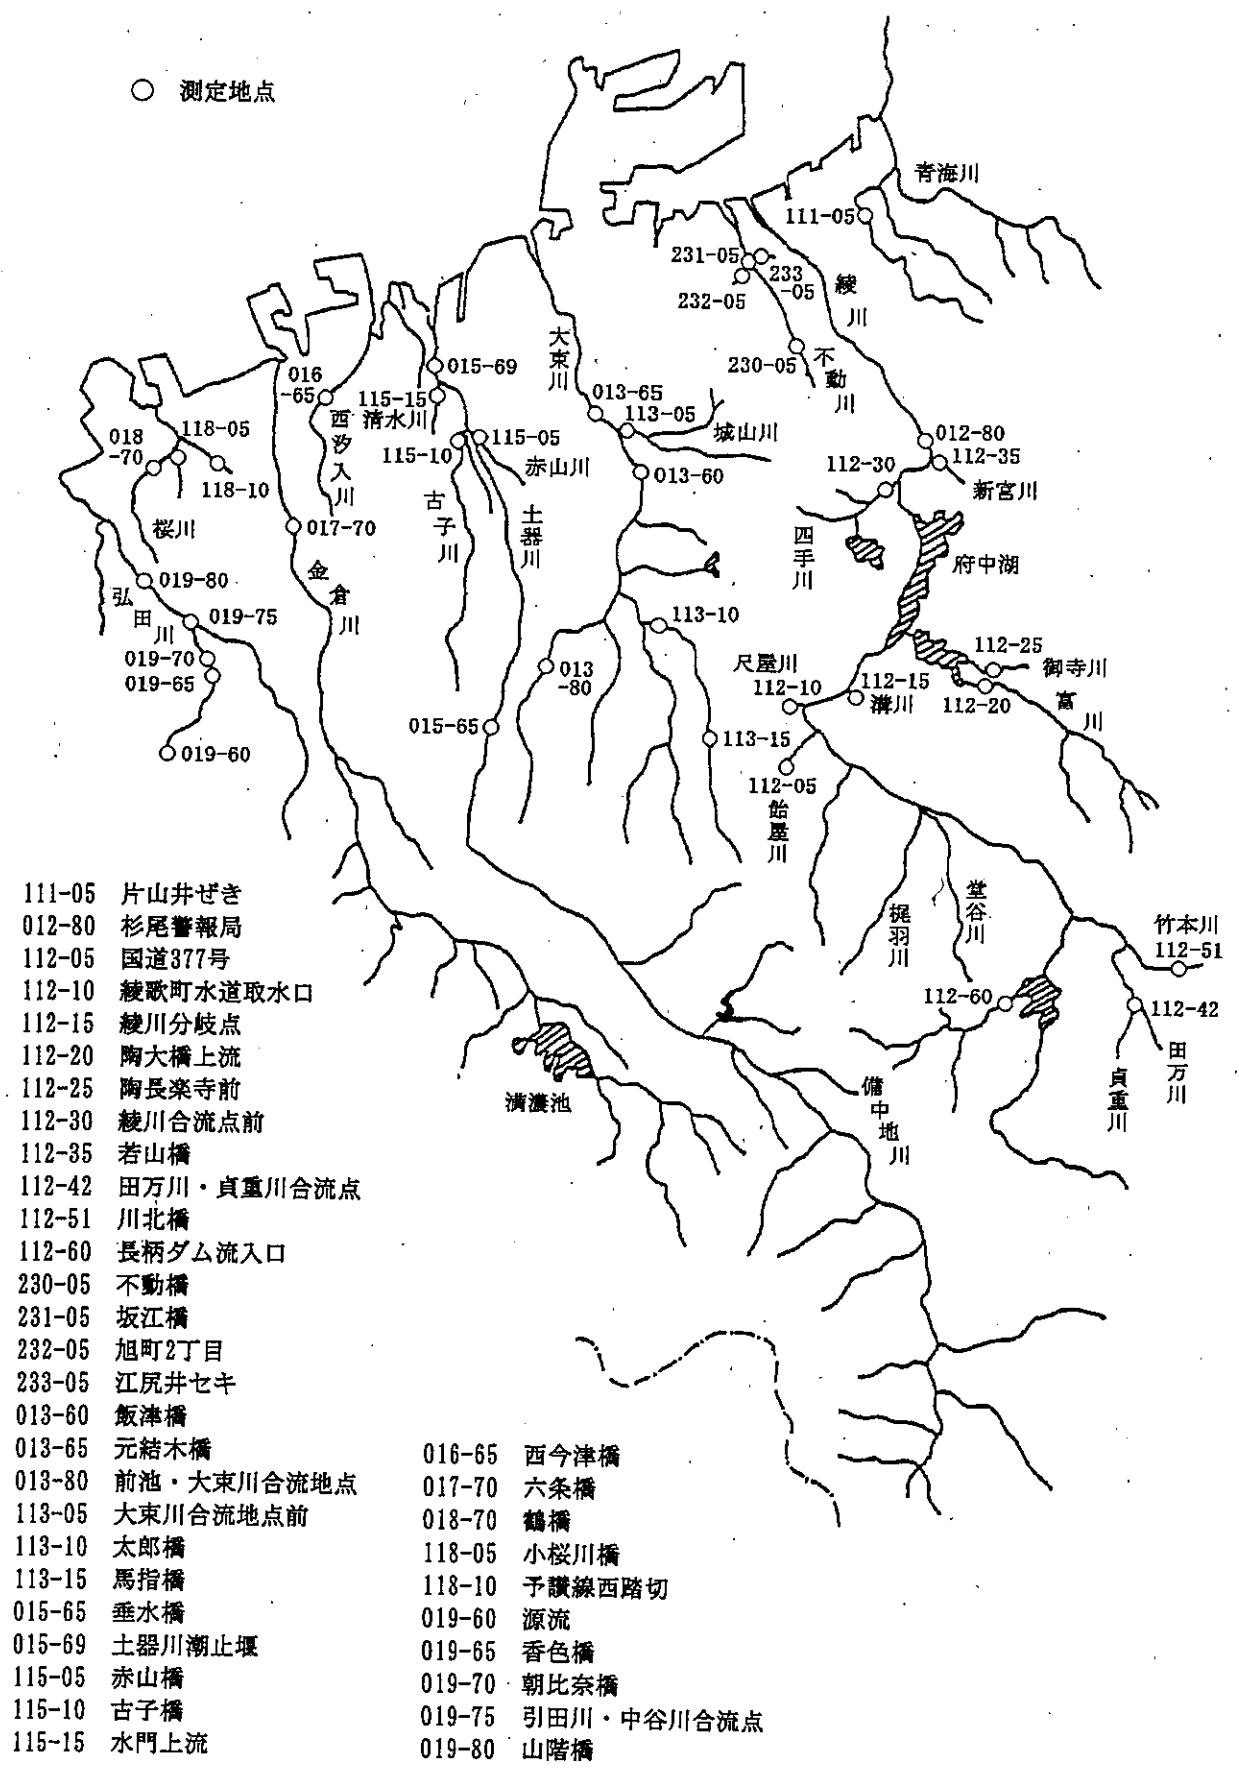 ○ 測定地点
青海川
111-05
231-05
233
-05
232-05
綾川
230-05
不動川
大束川
015-69
016
-65
115-15
清水川
西汐入川
013-65
113-05
城山川
118-05
018
-70
118-10
115-10
115-05
赤山川
012-80
112-35
112-30
新宮川
013-60
桜川
017-70
古子川
土器川
四手川
府中湖
019-80
金倉川
弘田川
019-75
113-10
112-25
御寺川
019-70
019-65
013
-80
尺屋川
112-10
112-15
溝川
112-20
富川
015-65
113-15
019-60
112-05
飴屋川
梶羽川
堂谷川
竹本川
112-51
112-60
112-42
田万川
貞重川
満濃池
備中地川
111-05 片山井ぜき
012-80 杉尾警報局
112-05 国道377号
112-10 綾歌町水道取水口
112-15 綾川分岐点
112-20 陶大橋上流
112-25 陶長楽寺前
112-30 綾川合流点前
112-35 若山橋
112-42 田万川・貞重川合流点
112-51 川北橋
112-60 長柄ダム流入口
230-05 不動橋
231-05 坂江橋
232-05 旭町2丁目
233-05 江尻井セキ
013-60 飯津橋
013-65 元結木橋
013-80 前池・大束川合流地点
113-05 大束川合流地点前
113-10 太郎橋
113-15 馬指橋
015-65 垂水橋
015-69 土器川潮止堰
115-05 赤山橋
115-10 古子橋
115-15 水門上流
016-65 西今津橋
017-70 六条橋
018-70 鶴橋
118-05 小桜川橋
118-10 予讃線西踏切
019-60 源流
019-65 香色橋
019-70 朝比奈橋
019-75 引田川・中谷川合流点
019-80 山階橋